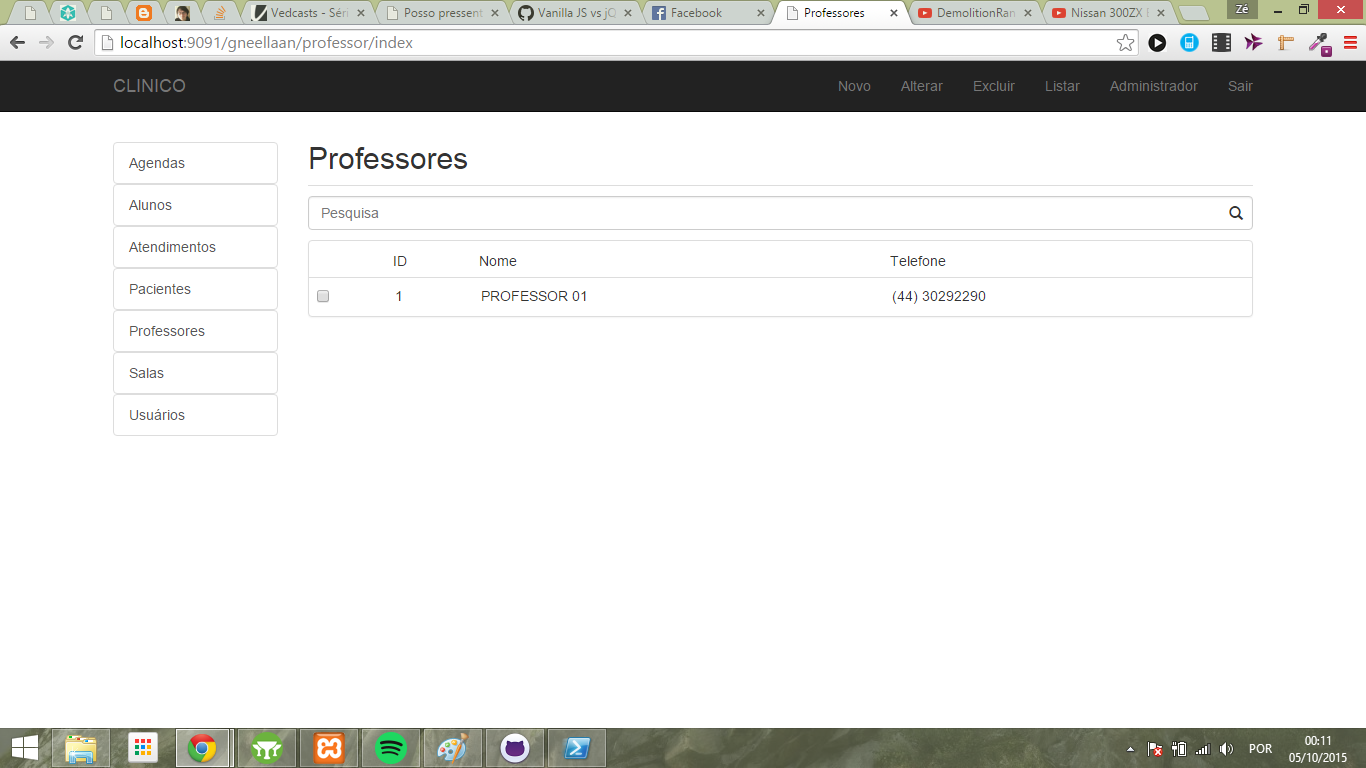 Vedcasts - Séri
Posso pressent
Vanilla JS vs jQ
Facebook
Professores
DemolitionRan
Nissan 300ZX
Zé
localhost:9091/gneellaan/professor/index
CLINICO Novo Alterar Excluir Listar Administrador Sair
Agendas
Alunos
Atendimentos
Pacientes
Professores
Salas
Usuários
Professores
Pesquisa
ID Nome Telefone
1 PROFESSOR 01 (44) 30292290
POR
00:11
05/10/2015